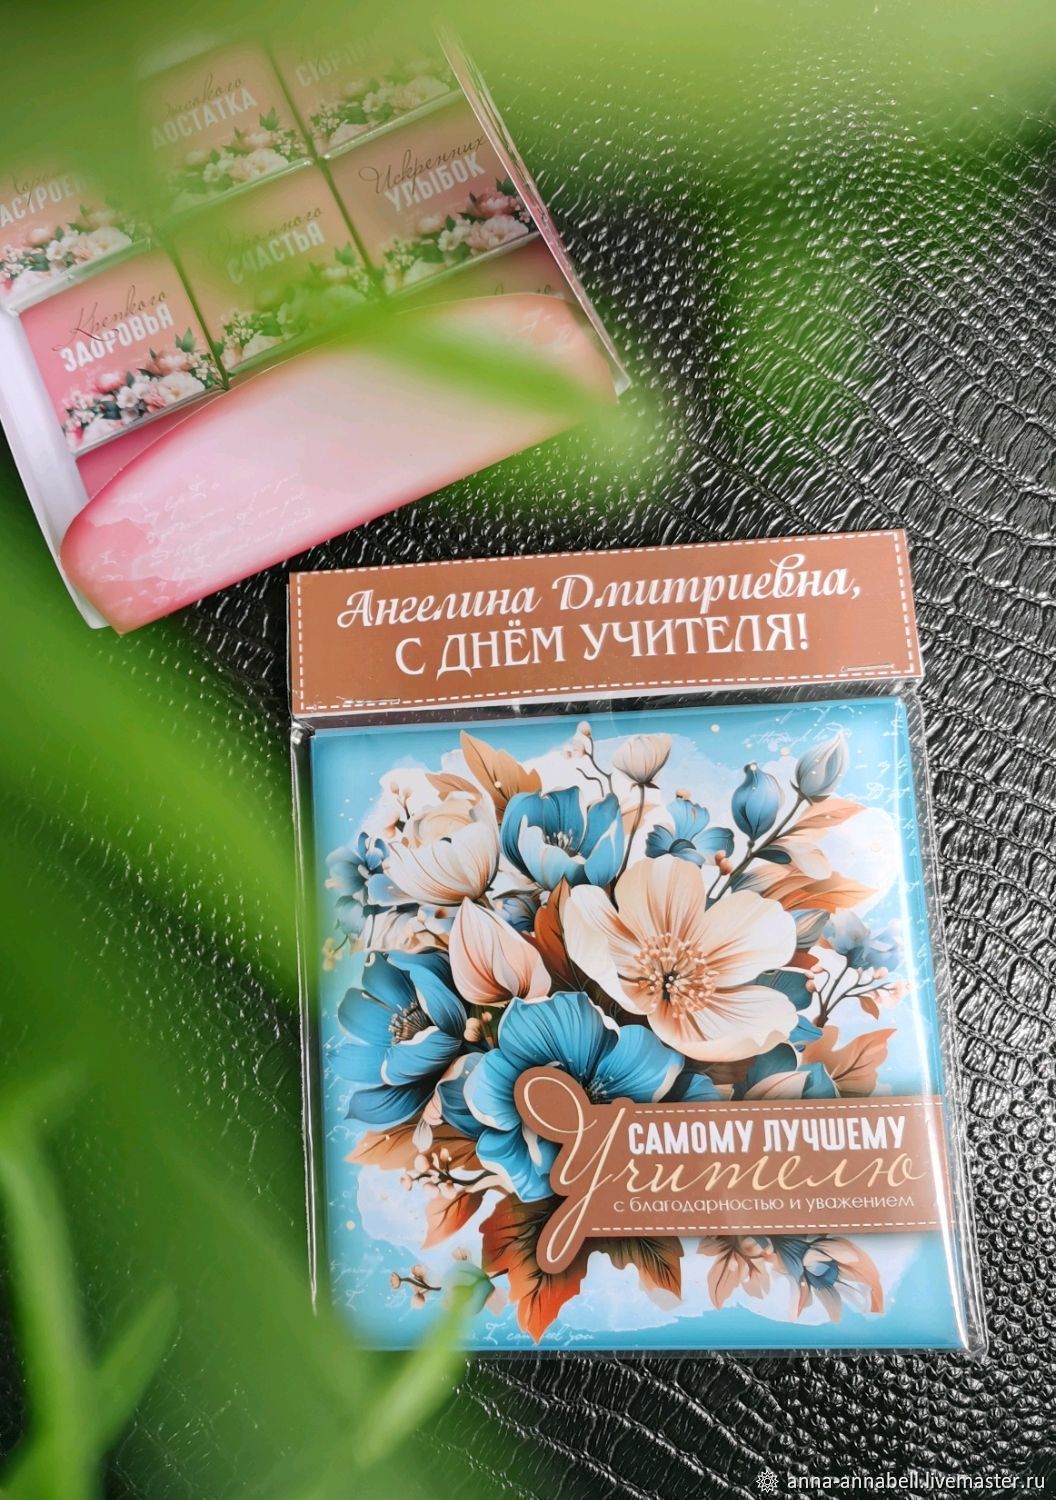 Высокого
ДОСТАТКА
Искренних
УЛЫБОК
СЧАСТЬЯ
Крепкого
ЗДОРОВЬЯ
Ангелина Дмитриевна,
С ДНЁМ УЧИТЕЛЯ!
САМОМУ ЛУЧШЕМУ
Учителю
с благодарностью и уважением
anna-annabell.livemaster.ru